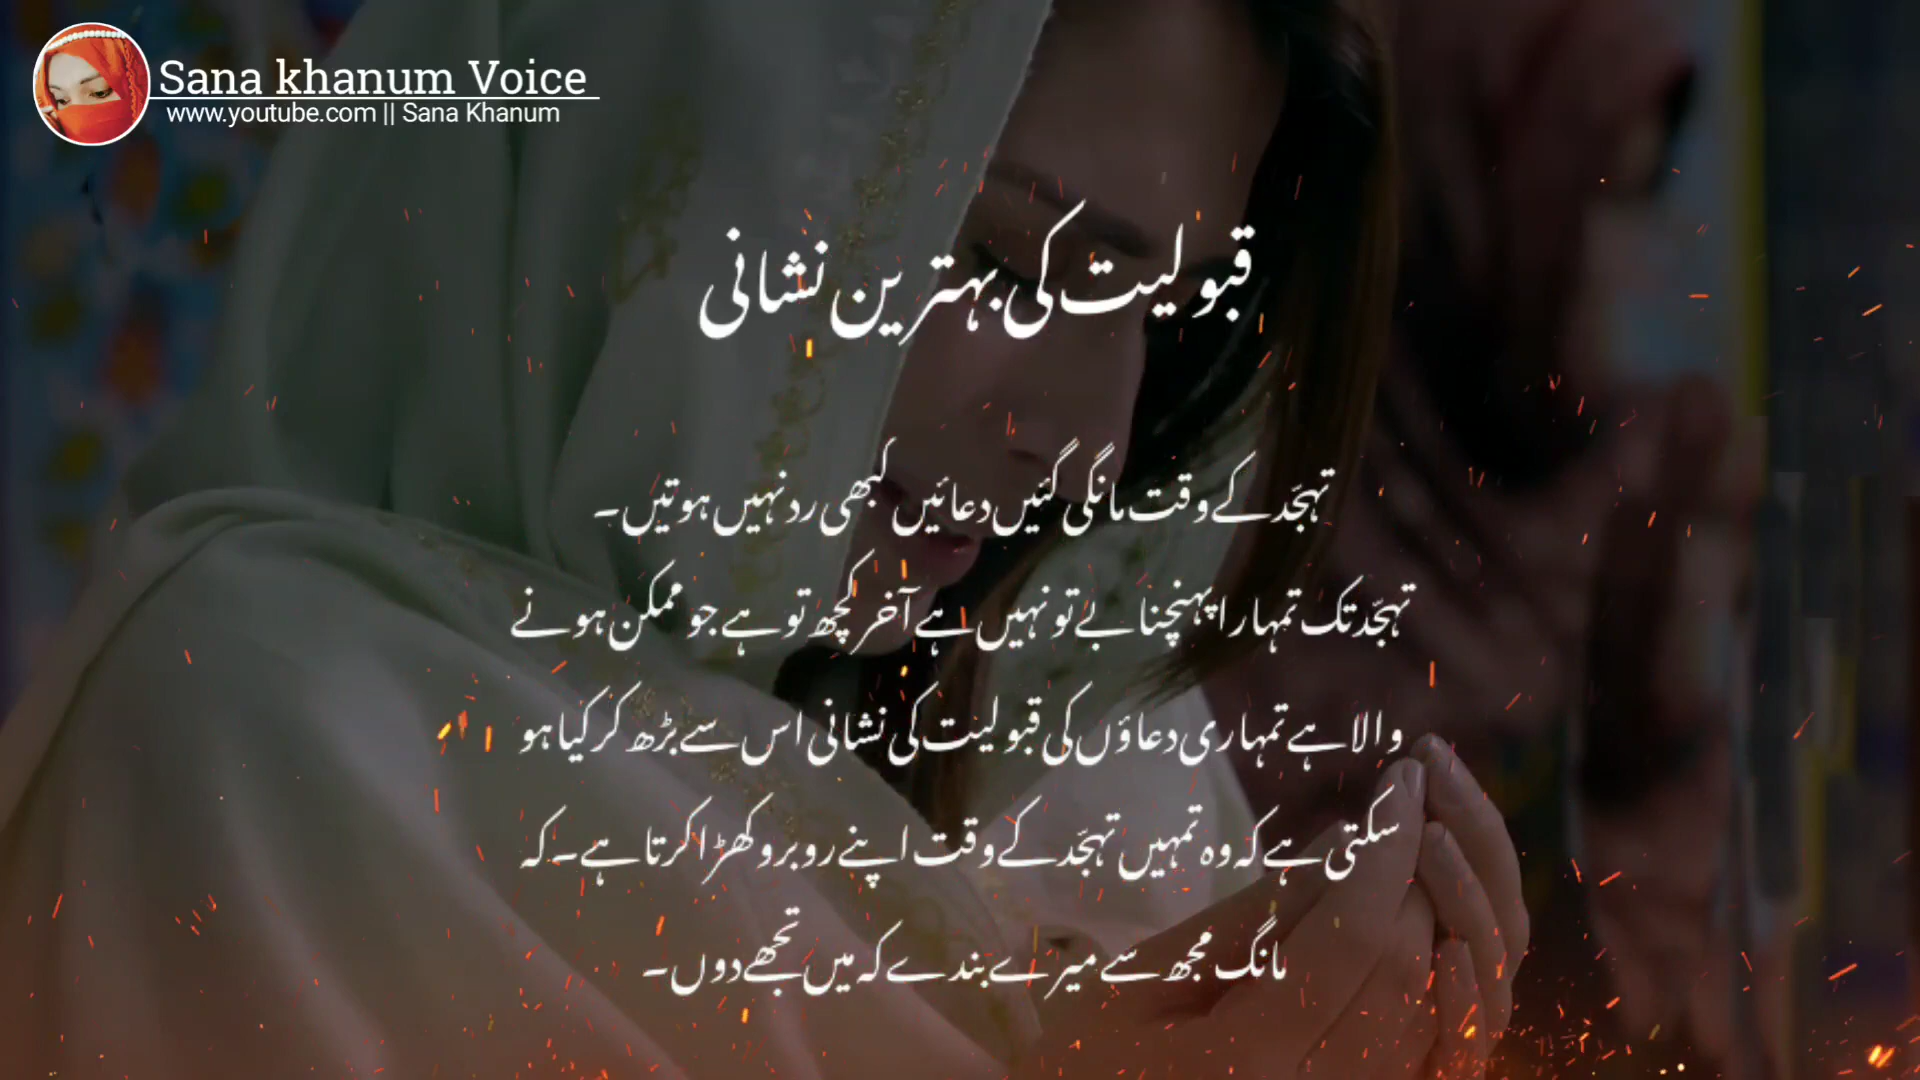 Sana khanum Voice
www.youtube.com || Sana Khanum
قبولیت کی بہترین نشانی
تہجّد کے وقت مانگی گئیں دعائیں کبھی رد نہیں ہوتیں۔
تہجّد تک تمہارا پہنچنا بے تو نہیں ہے آخر کچھ تو ہے جو ممکن ہونے
والا ہے تمہاری دعاؤں کی قبولیت کی نشانی اس سے بڑھ کر کیا ہو
سکتی ہے کہ وہ تمہیں تہجّد کے وقت اپنے روبرو کھڑا کرتا ہے۔ کہ
مانگ مجھ سے میرے بندے کہ میں تجھے دوں۔